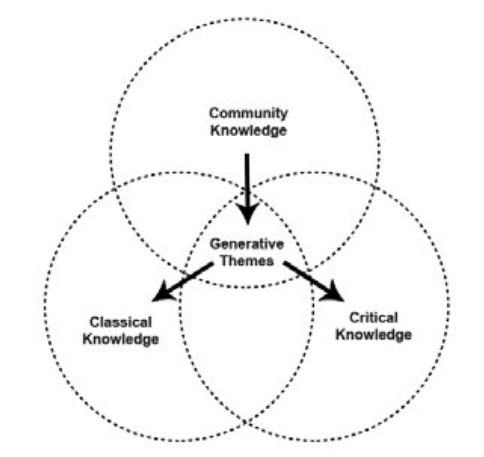 Community
Knowledge
Generative
Themes
Classical
Knowledge
Critical
Knowledge